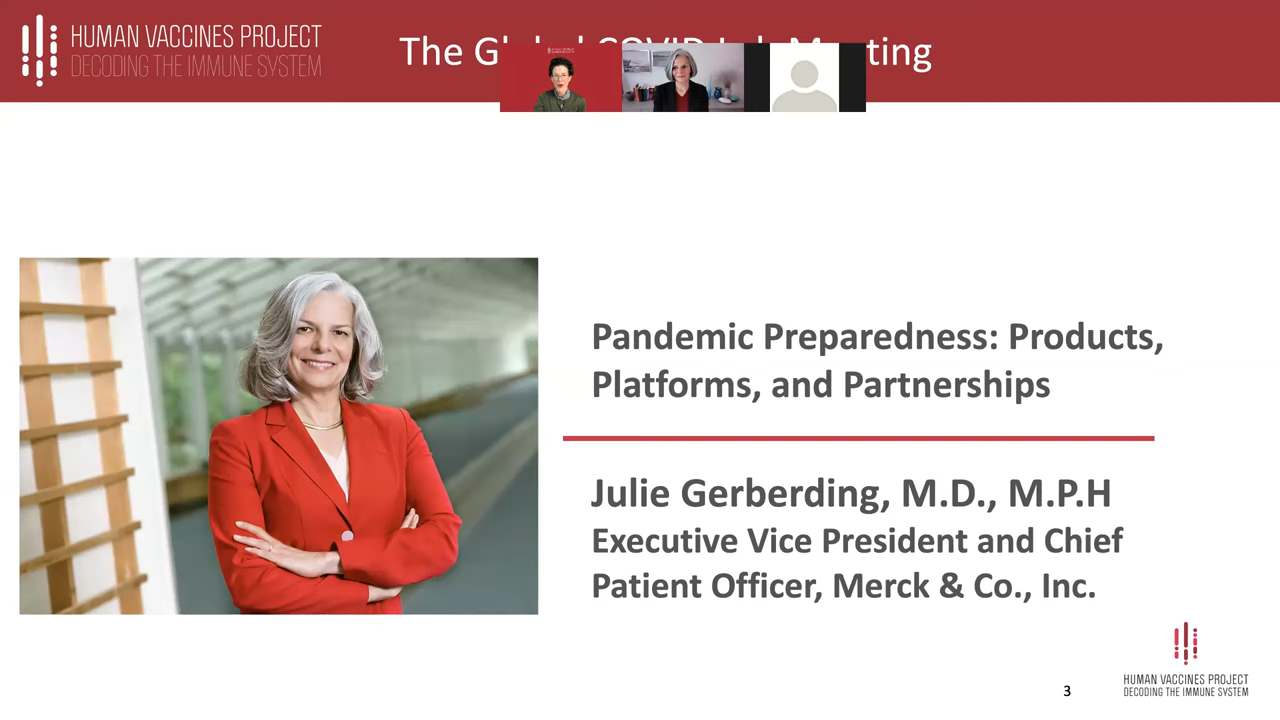 HUMAN VACCINES PROJECT
DECODING THE IMMUNE SYSTEM
The Meeting
Pandemic Preparedness: Products,
Platforms, and Partnerships
Julie Gerberding, M.D., M.P.H
Executive Vice President and Chief
Patient Officer, Merck & Co., Inc.
3
HUMAN VACCINES PROJECT
DECODING THE IMMUNE SYSTEM